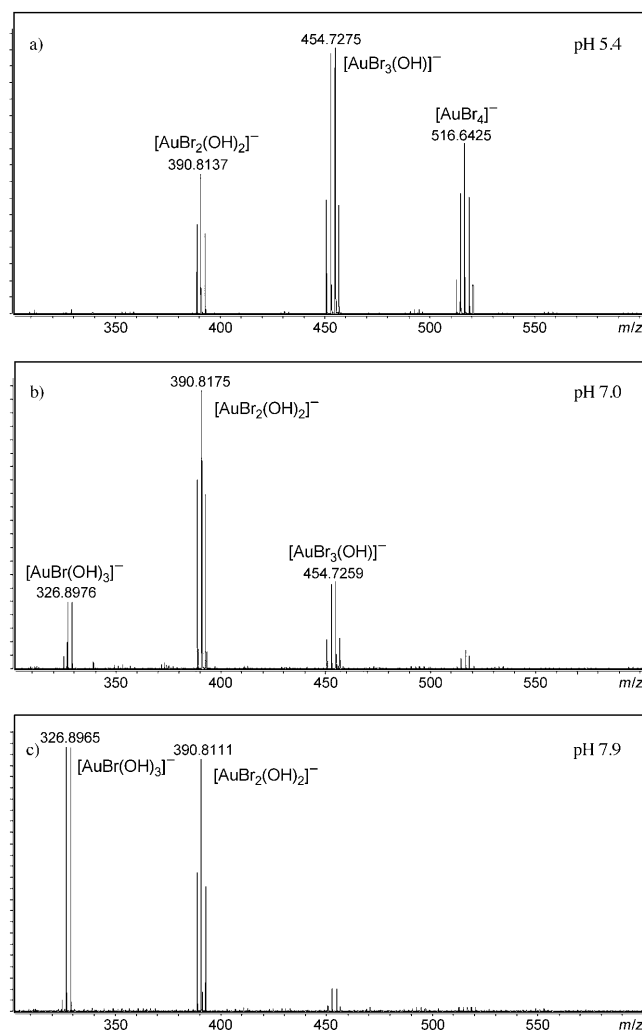 a)
454.7275
pH 5.4
[AuBr₃(OH)]⁻
[AuBr₄]⁻
516.6425
[AuBr₂(OH)₂]⁻
390.8137
350 400 450 500 550 m/z
b)
390.8175
pH 7.0
[AuBr₂(OH)₂]⁻
[AuBr₃(OH)]⁻
454.7259
[AuBr(OH)₃]⁻
326.8976
350 400 450 500 550 m/z
c)
326.8965
390.8111
pH 7.9
[AuBr(OH)₃]⁻
[AuBr₂(OH)₂]⁻
350 400 450 500 550 m/z